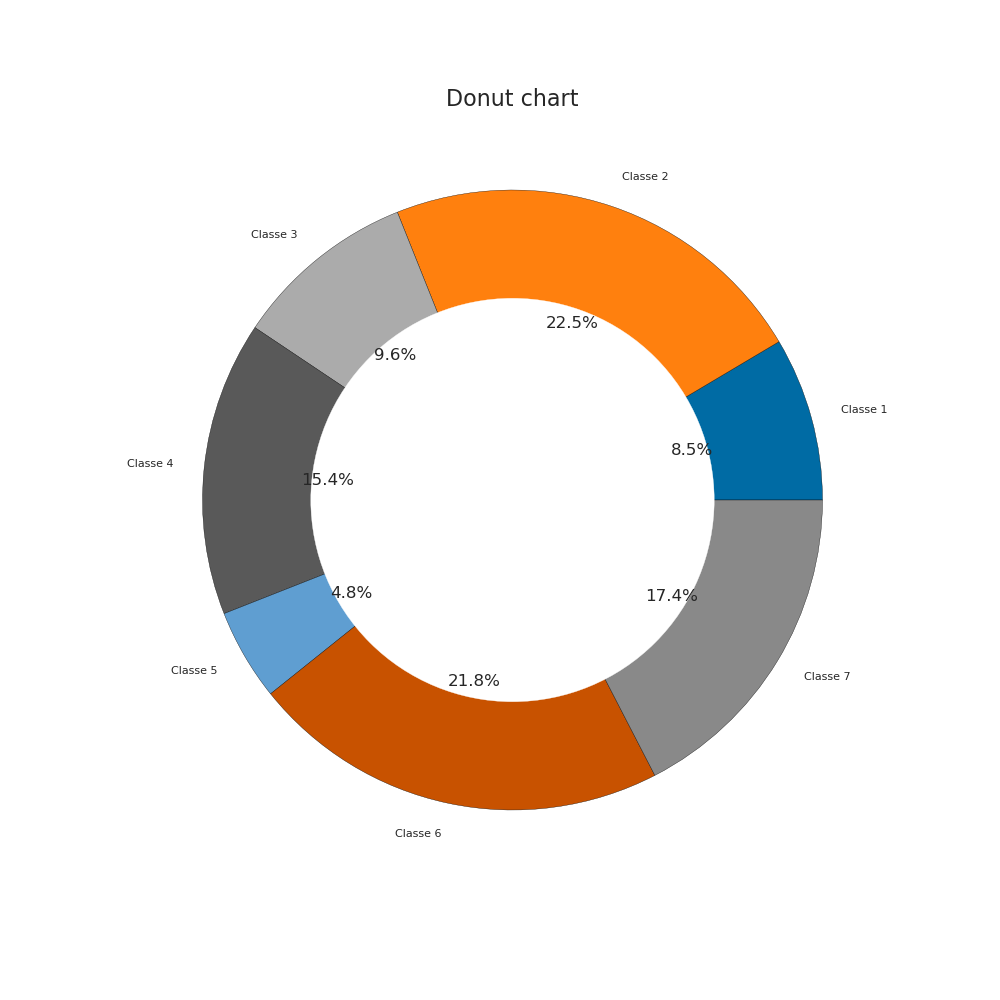 Donut chart
Classe 2
Classe 3
22.5%
9.6%
Classe 1
8.5%
Classe 4
15.4%
4.8%
17.4%
Classe 5
Classe 7
21.8%
Classe 6